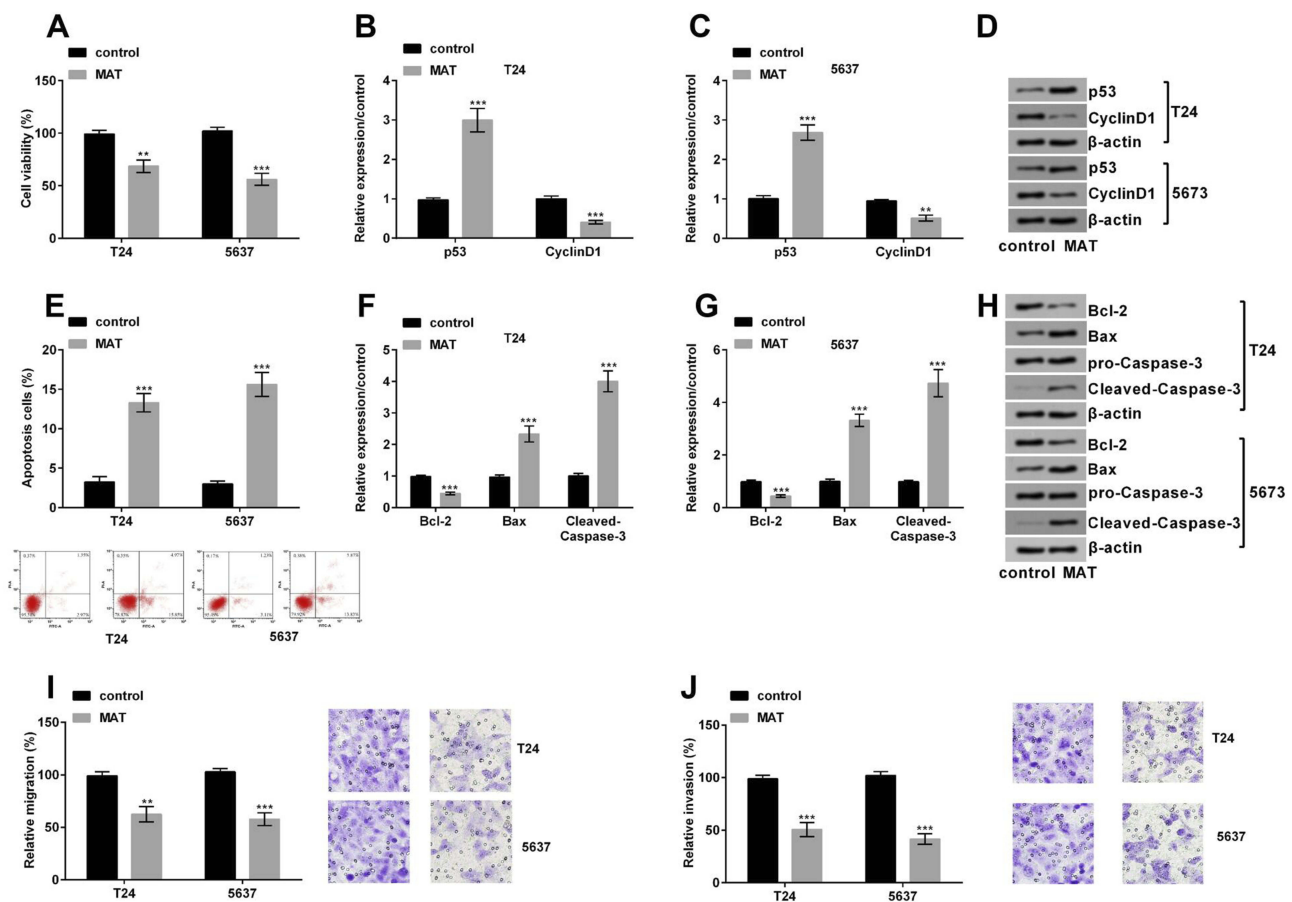 A
control
MAT
Cell viability (%)
150
100
50
0
**
***
T24
5637
B
control
MAT
T24
Relative expression/control
4
3
2
1
0
***
***
p53
CyclinD1
C
control
MAT
5637
Relative expression/control
4
3
2
1
0
***
**
p53
CyclinD1
D
p53
CyclinD1
β-actin
T24
p53
CyclinD1
β-actin
5673
control MAT
E
control
MAT
Apoptosis cells (%)
20
15
10
5
0
***
***
T24
5637
T24
5637
F
control
MAT
T24
Relative expression/control
5
4
3
2
1
0
***
***
***
Bcl-2
Bax
Cleaved-
Caspase-3
G
control
MAT
5637
Relative expression/control
6
4
2
0
***
***
***
Bcl-2
Bax
Cleaved-
Caspase-3
H
Bcl-2
Bax
pro-Caspase-3
Cleaved-Caspase-3
β-actin
T24
Bcl-2
Bax
pro-Caspase-3
Cleaved-Caspase-3
β-actin
5673
control MAT
I
control
MAT
Relative migration (%)
150
100
50
0
**
***
T24
5637
T24
5637
J
control
MAT
Relative invasion (%)
150
100
50
0
***
***
T24
5637
T24
5637